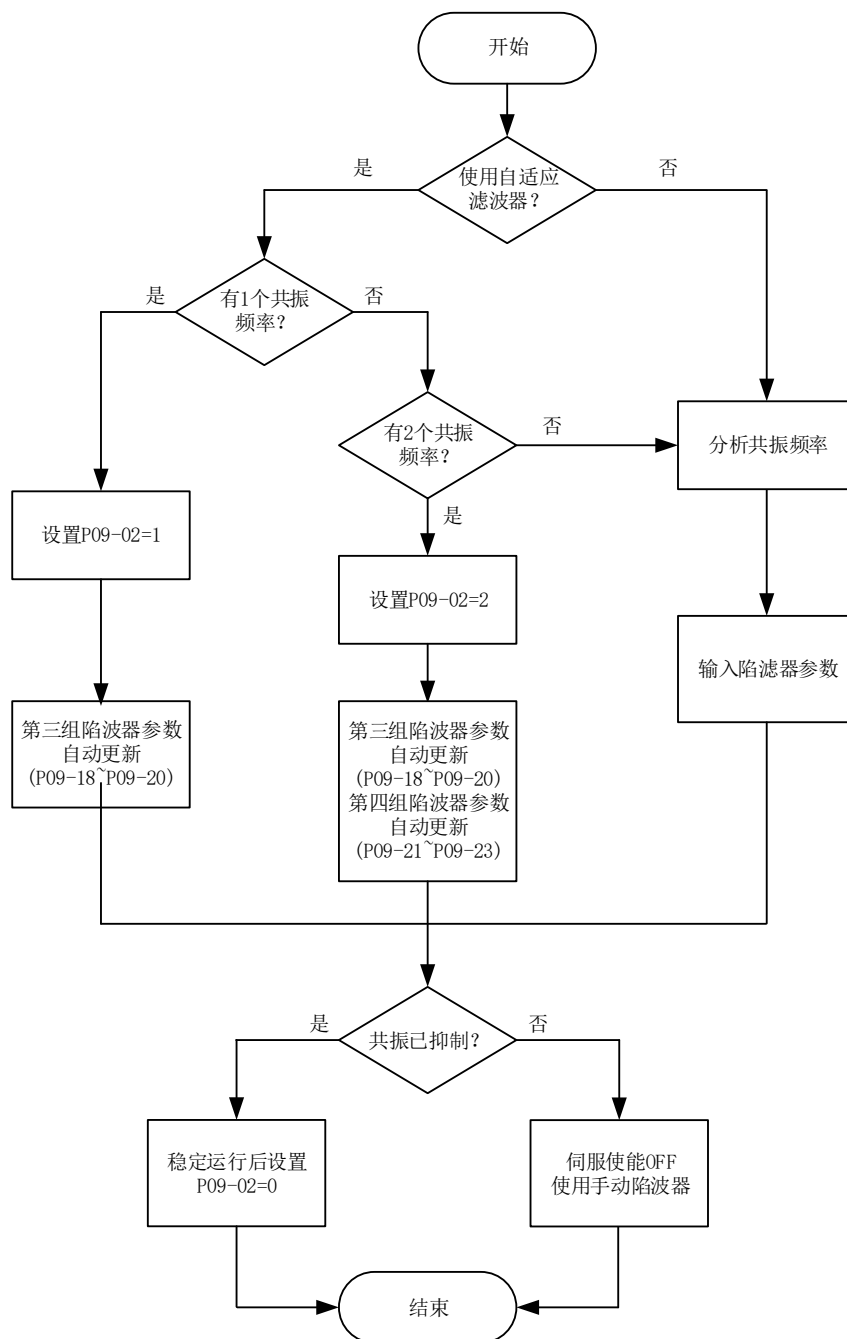 开始
是
使用自适应
滤波器?
否
是
有1个共振
频率?
否
有2个共振
频率?
否
分析共振频率
设置P09-02=1
是
设置P09-02=2
输入陷滤器参数
第三组陷波器参数
自动更新
(P09-18~P09-20)
第三组陷波器参数
自动更新
(P09-18~P09-20)
第四组陷波器参数
自动更新
(P09-21~P09-23)
是
共振已抑制?
否
稳定运行后设置
P09-02=0
伺服使能OFF
使用手动陷波器
结束